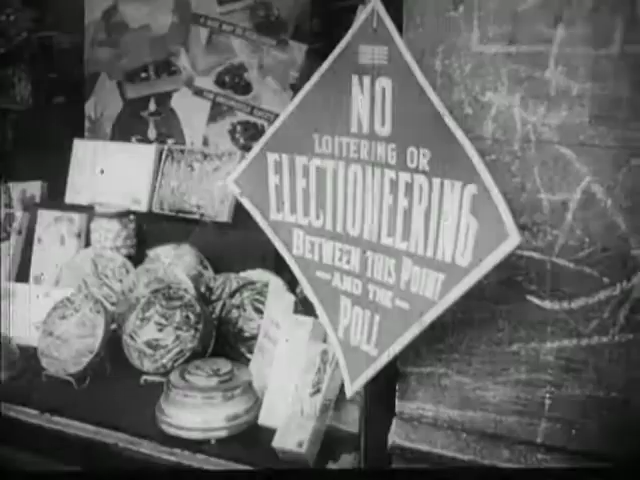 NO
LOITERING OR
ELECTIONEERING
BETWEEN THIS POINT
—AND THE—
POLL